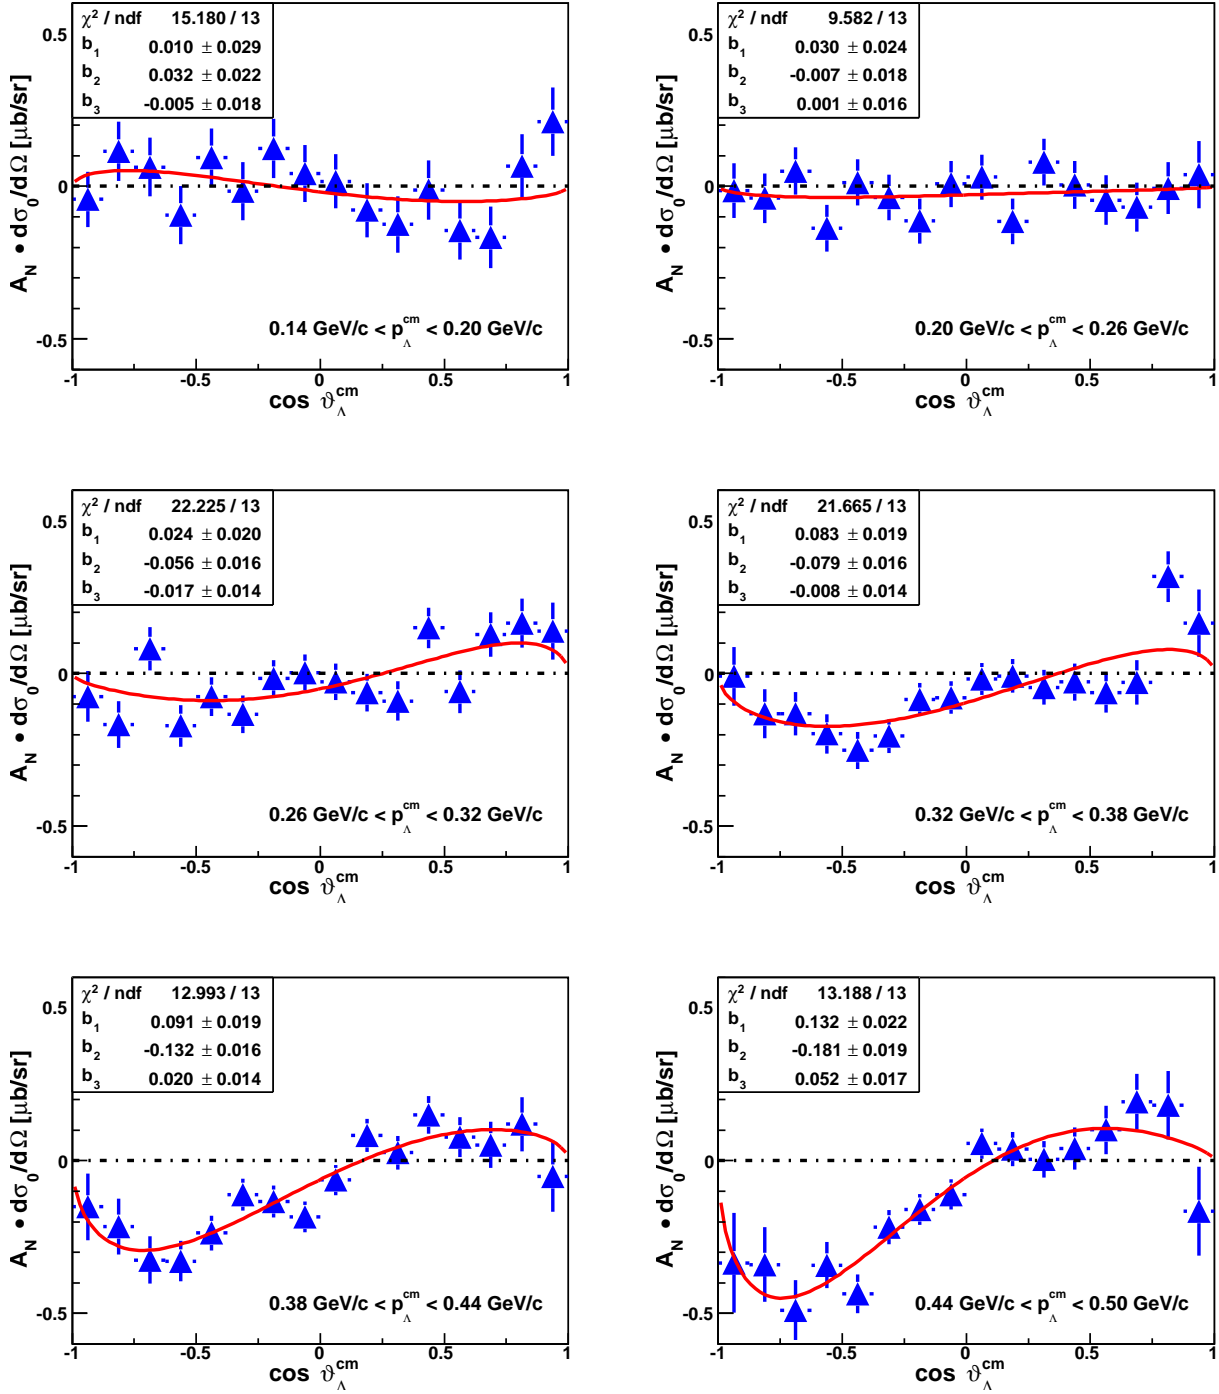 χ² / ndf 15.180 / 13
b₁ 0.010 ± 0.029
b₂ 0.032 ± 0.022
b₃ -0.005 ± 0.018
A_N • dσ₀/dΩ [μb/sr]
0.5
0
-0.5
0.14 GeV/c < p_Λ^cm < 0.20 GeV/c
-1 -0.5 0 0.5 1
cos ϑ_Λ^cm
χ² / ndf 9.582 / 13
b₁ 0.030 ± 0.024
b₂ -0.007 ± 0.018
b₃ 0.001 ± 0.016
A_N • dσ₀/dΩ [μb/sr]
0.5
0
-0.5
0.20 GeV/c < p_Λ^cm < 0.26 GeV/c
-1 -0.5 0 0.5 1
cos ϑ_Λ^cm
χ² / ndf 22.225 / 13
b₁ 0.024 ± 0.020
b₂ -0.056 ± 0.016
b₃ -0.017 ± 0.014
A_N • dσ₀/dΩ [μb/sr]
0.5
0
-0.5
0.26 GeV/c < p_Λ^cm < 0.32 GeV/c
-1 -0.5 0 0.5 1
cos ϑ_Λ^cm
χ² / ndf 21.665 / 13
b₁ 0.083 ± 0.019
b₂ -0.079 ± 0.016
b₃ -0.008 ± 0.014
A_N • dσ₀/dΩ [μb/sr]
0.5
0
-0.5
0.32 GeV/c < p_Λ^cm < 0.38 GeV/c
-1 -0.5 0 0.5 1
cos ϑ_Λ^cm
χ² / ndf 12.993 / 13
b₁ 0.091 ± 0.019
b₂ -0.132 ± 0.016
b₃ 0.020 ± 0.014
A_N • dσ₀/dΩ [μb/sr]
0.5
0
-0.5
0.38 GeV/c < p_Λ^cm < 0.44 GeV/c
-1 -0.5 0 0.5 1
cos ϑ_Λ^cm
χ² / ndf 13.188 / 13
b₁ 0.132 ± 0.022
b₂ -0.181 ± 0.019
b₃ 0.052 ± 0.017
A_N • dσ₀/dΩ [μb/sr]
0.5
0
-0.5
0.44 GeV/c < p_Λ^cm < 0.50 GeV/c
-1 -0.5 0 0.5 1
cos ϑ_Λ^cm